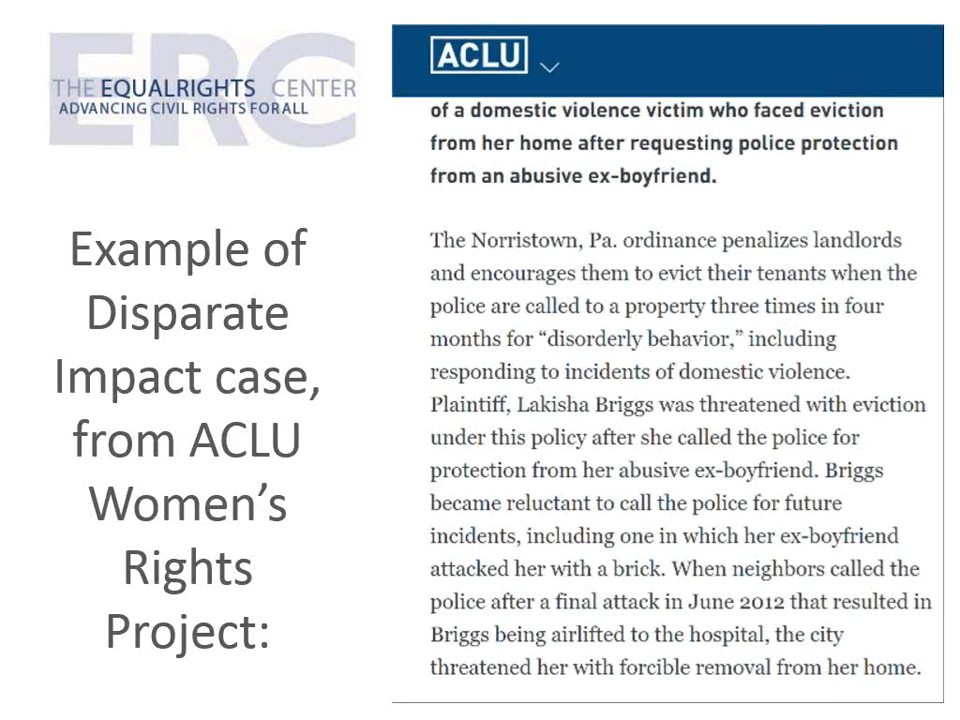 ERC
THE EQUALRIGHTS CENTER
ADVANCING CIVIL RIGHTS FOR ALL
Example of
Disparate
Impact case,
from ACLU
Women’s
Rights
Project:
ACLU
of a domestic violence victim who faced eviction
from her home after requesting police protection
from an abusive ex-boyfriend.
The Norristown, Pa. ordinance penalizes landlords
and encourages them to evict their tenants when the
police are called to a property three times in four
months for “disorderly behavior,” including
responding to incidents of domestic violence.
Plaintiff, Lakisha Briggs was threatened with eviction
under this policy after she called the police for
protection from her abusive ex-boyfriend. Briggs
became reluctant to call the police for future
incidents, including one in which her ex-boyfriend
attacked her with a brick. When neighbors called the
police after a final attack in June 2012 that resulted in
Briggs being airlifted to the hospital, the city
threatened her with forcible removal from her home.